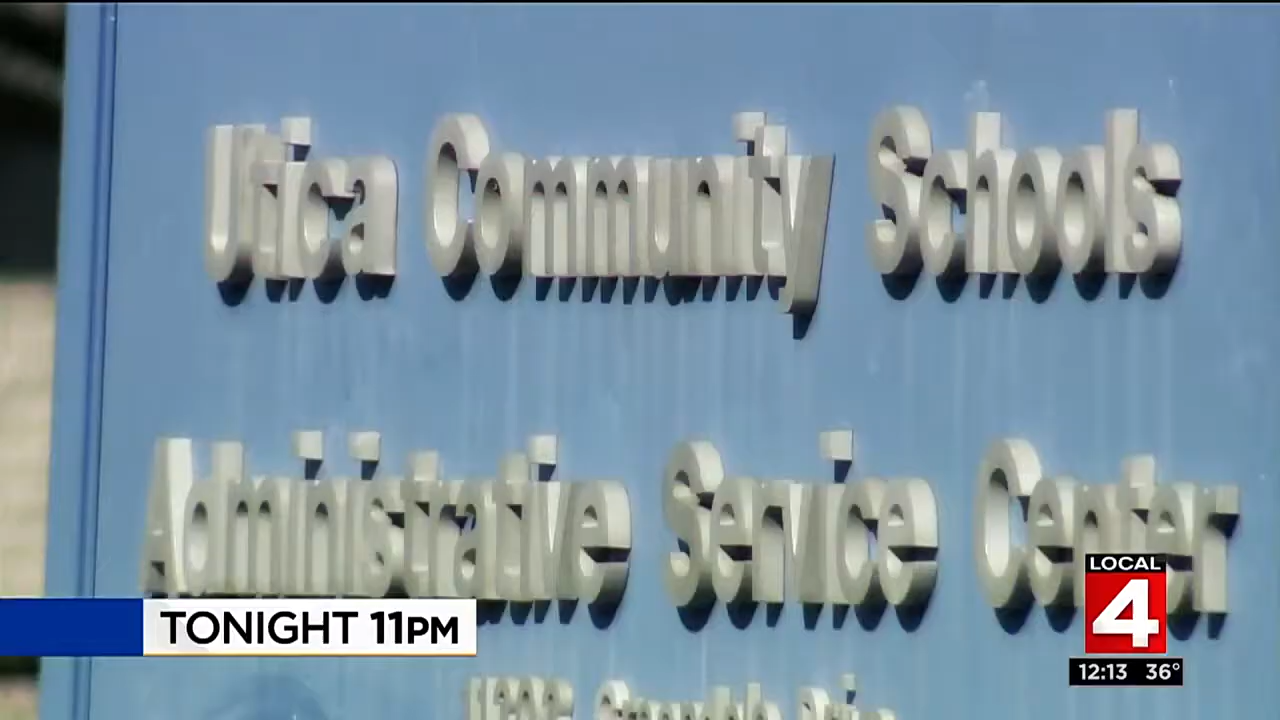 Utica Community Schools
Administrative Service Center
TONIGHT 11PM
LOCAL
4
12:13 36°